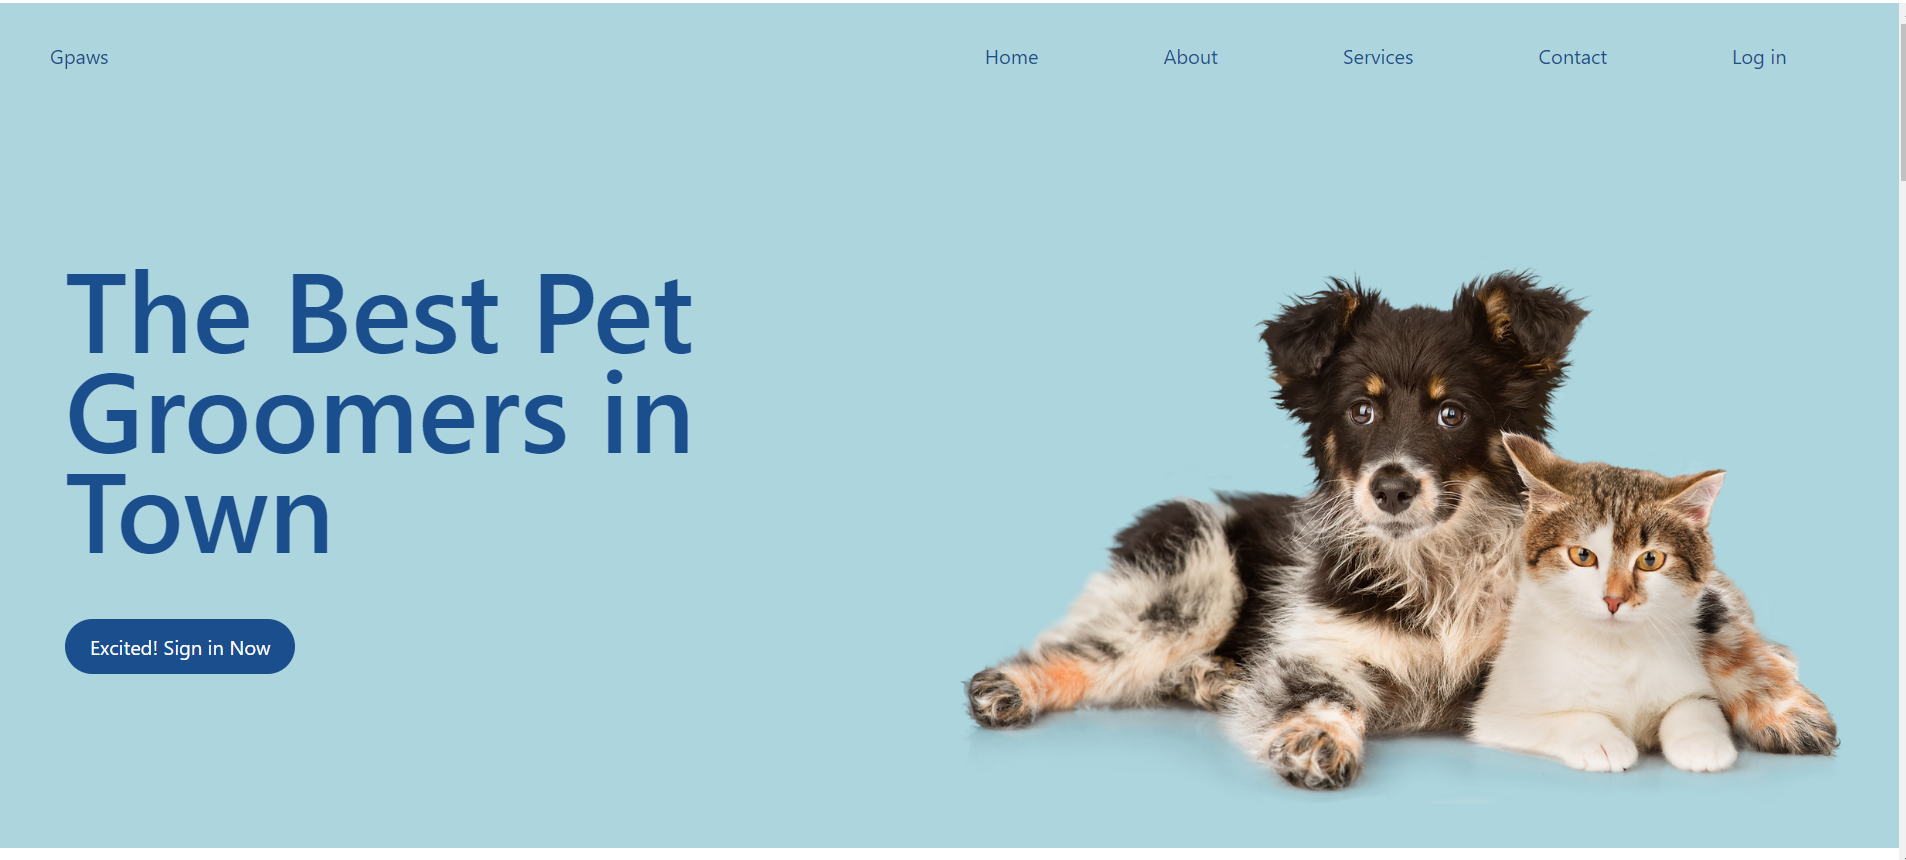 Gpaws Home About Services Contact Log in
The Best Pet
Groomers in
Town
Excited! Sign in Now